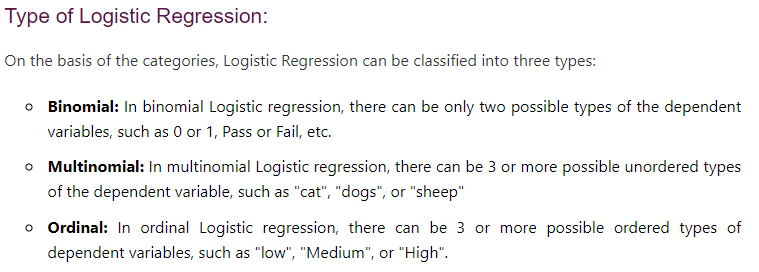 Type of Logistic Regression:
On the basis of the categories, Logistic Regression can be classified into three types:
Binomial: In binomial Logistic regression, there can be only two possible types of the dependent
variables, such as 0 or 1, Pass or Fail, etc.
Multinomial: In multinomial Logistic regression, there can be 3 or more possible unordered types
of the dependent variable, such as "cat", "dogs", or "sheep"
Ordinal: In ordinal Logistic regression, there can be 3 or more possible ordered types of
dependent variables, such as "low", "Medium", or "High".